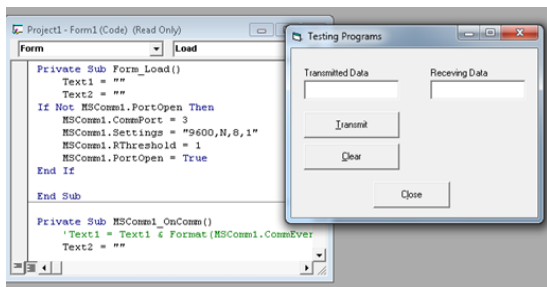 Project1 - Form1 (Code) (Read Only)
Form
Load
Private Sub Form_Load()
Text1 = ""
Text2 = ""
If Not MSComm1.PortOpen Then
MSComm1.CommPort = 3
MSComm1.Settings = "9600,N,8,1"
MSComm1.RThreshold = 1
MSComm1.PortOpen = True
End If
End Sub
Private Sub MSComm1_OnComm()
'Text1 = Text1 & Format(MSComm1.CommEver
Text2 = ""
Testing Programs
Transmitted Data
Receving Data
Transmit
Clear
Close